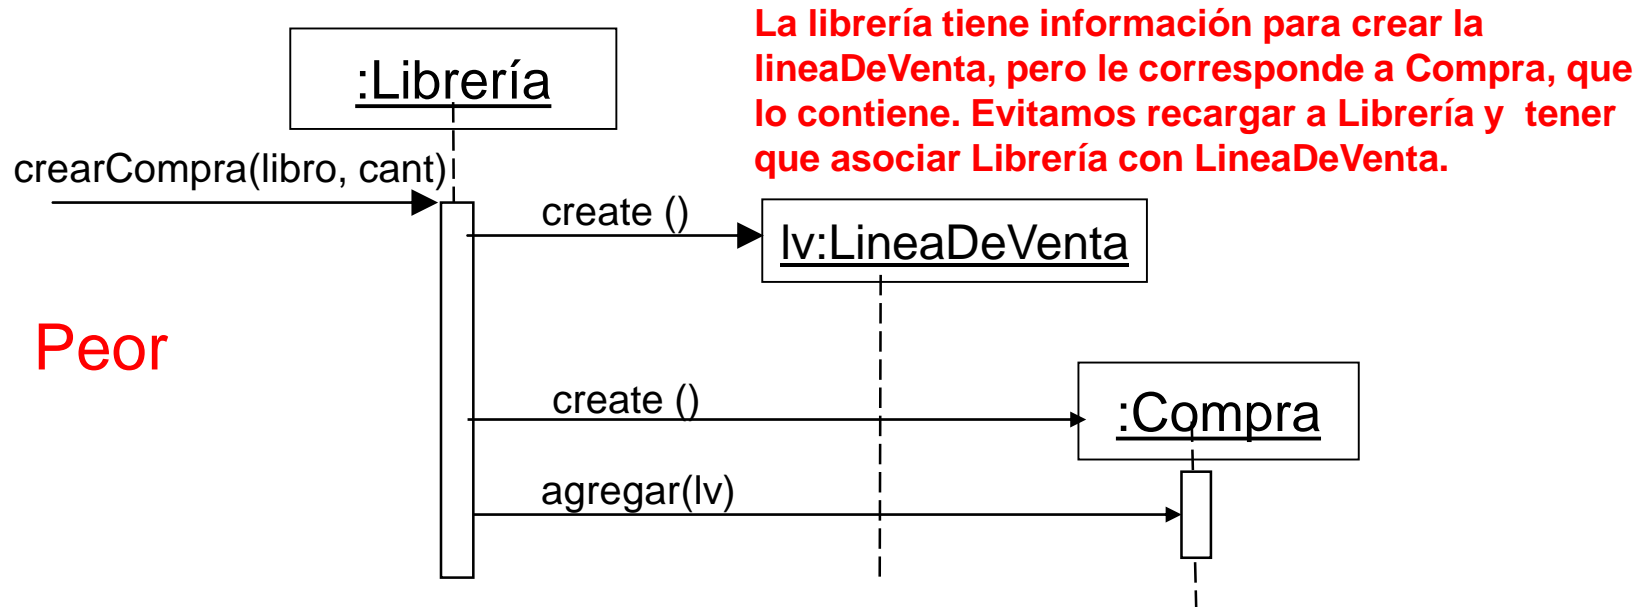 La librería tiene información para crear la
lineaDeVenta, pero le corresponde a Compra, que
lo contiene. Evitamos recargar a Librería y  tener
que asociar Librería con LineaDeVenta.
:Librería
crearCompra(libro, cant)
create ()
lv:LineaDeVenta
Peor
create ()
:Compra
agregar(lv)